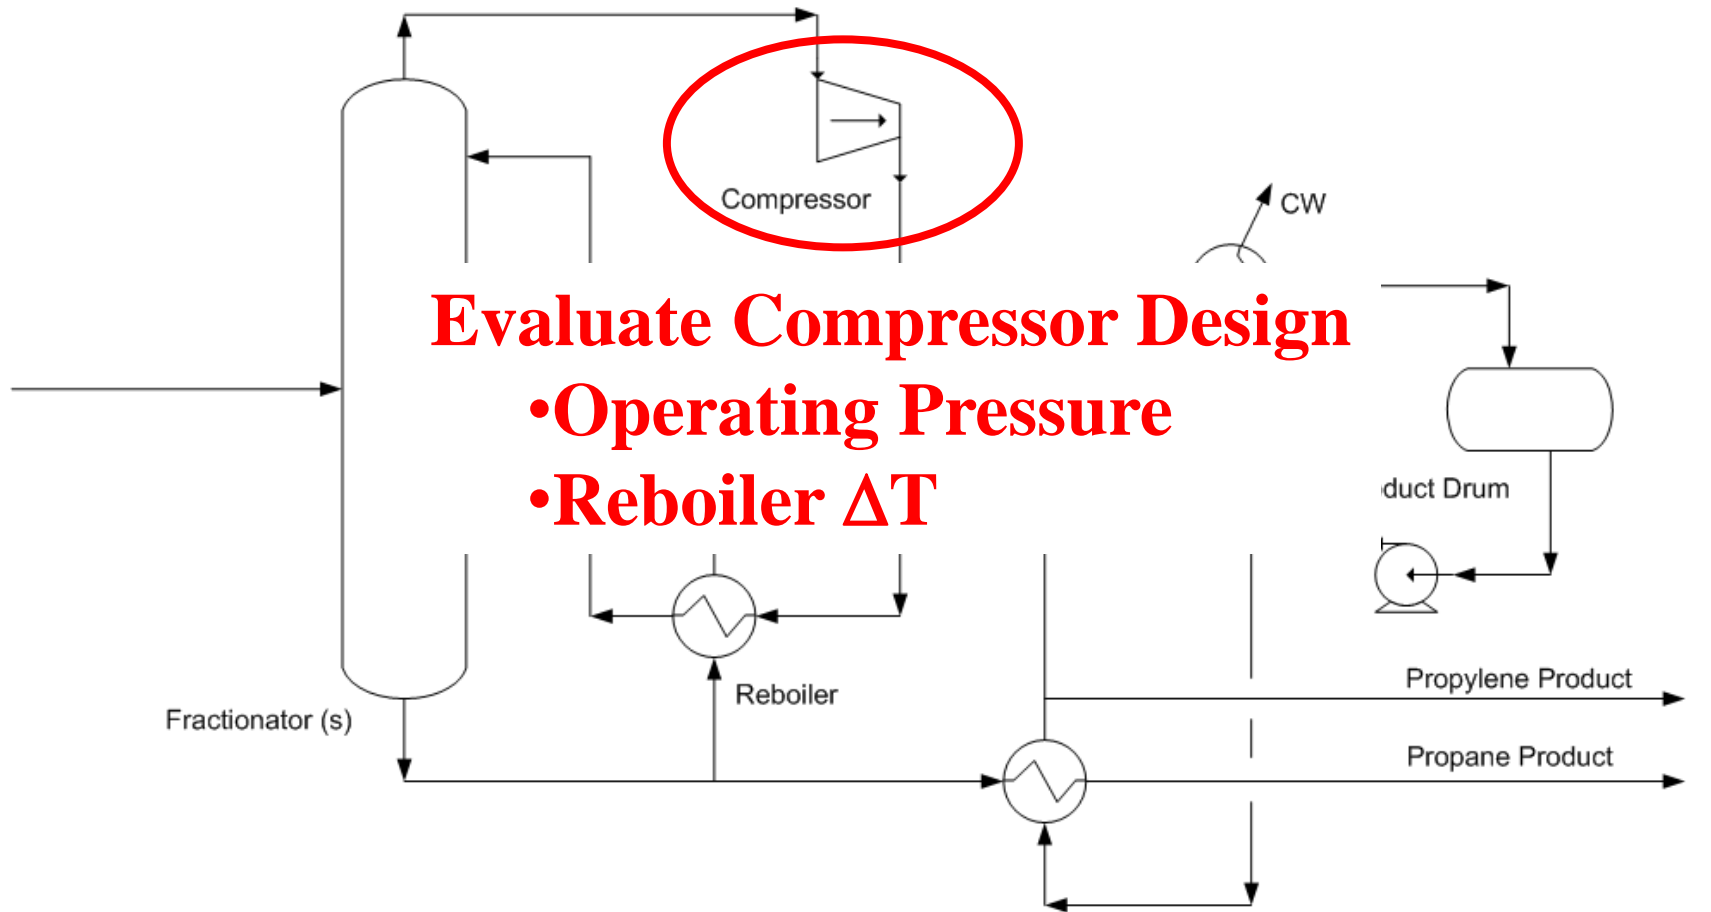 Compressor
CW
Evaluate Compressor Design
•Operating Pressure
•Reboiler ΔT
duct Drum
Reboiler
Propylene Product
Fractionator (s)
Propane Product